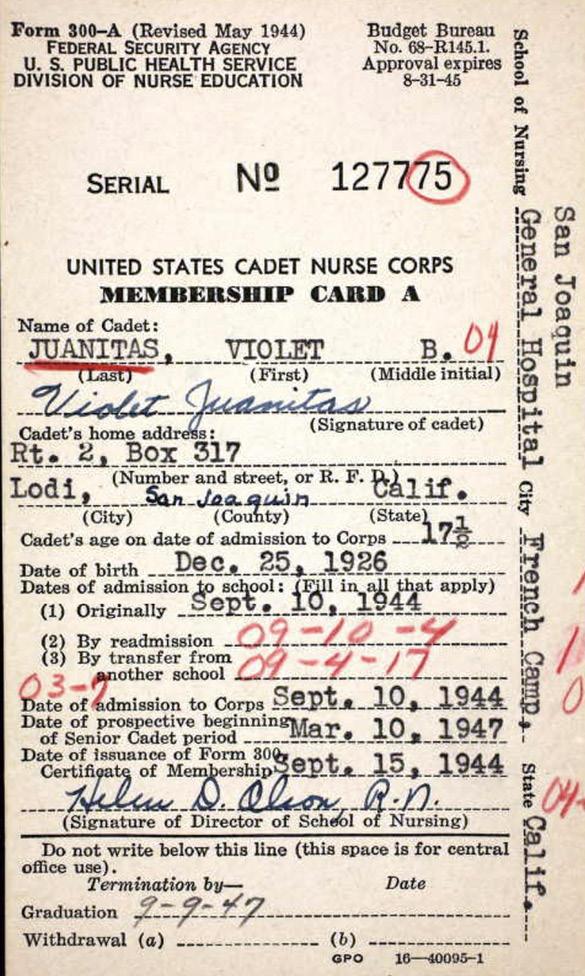 Form 300-A (Revised May 1944)
FEDERAL SECURITY AGENCY
U. S. PUBLIC HEALTH SERVICE
DIVISION OF NURSE EDUCATION
Budget Bureau
No. 68-R145.1.
Approval expires
8-31-45
SERIAL No 127775
UNITED STATES CADET NURSE CORPS
MEMBERSHIP CARD A
Name of Cadet:
JUANITAS, VIOLET B. 04
(Last) (First) (Middle initial)
Violet Juanitas
(Signature of cadet)
Cadet's home address:
Rt. 2, Box 317
(Number and street, or R. F. D.)
Lodi, San Joaquin Calif.
(City) (County) (State)
Cadet's age on date of admission to Corps 17½
Date of birth Dec. 25, 1926
Dates of admission to school: (Fill in all that apply)
(1) Originally Sept. 10, 1944
(2) By readmission 09-10-4
(3) By transfer from 09-4-17
another school
03-7
Date of admission to Corps Sept. 10, 1944
Date of prospective beginning
of Senior Cadet period Mar. 10, 1947
Date of issuance of Form 300,
Certificate of Membership Sept. 15, 1944
Helen D. Olson, R.N.
(Signature of Director of School of Nursing)
Do not write below this line (this space is for central
office use).
Termination by— Date
Graduation 9-9-47
Withdrawal (a) (b)
GPO 16—40095-1
San Joaquin
School of Nursing General Hospital City French Camp, State Calif.
04-